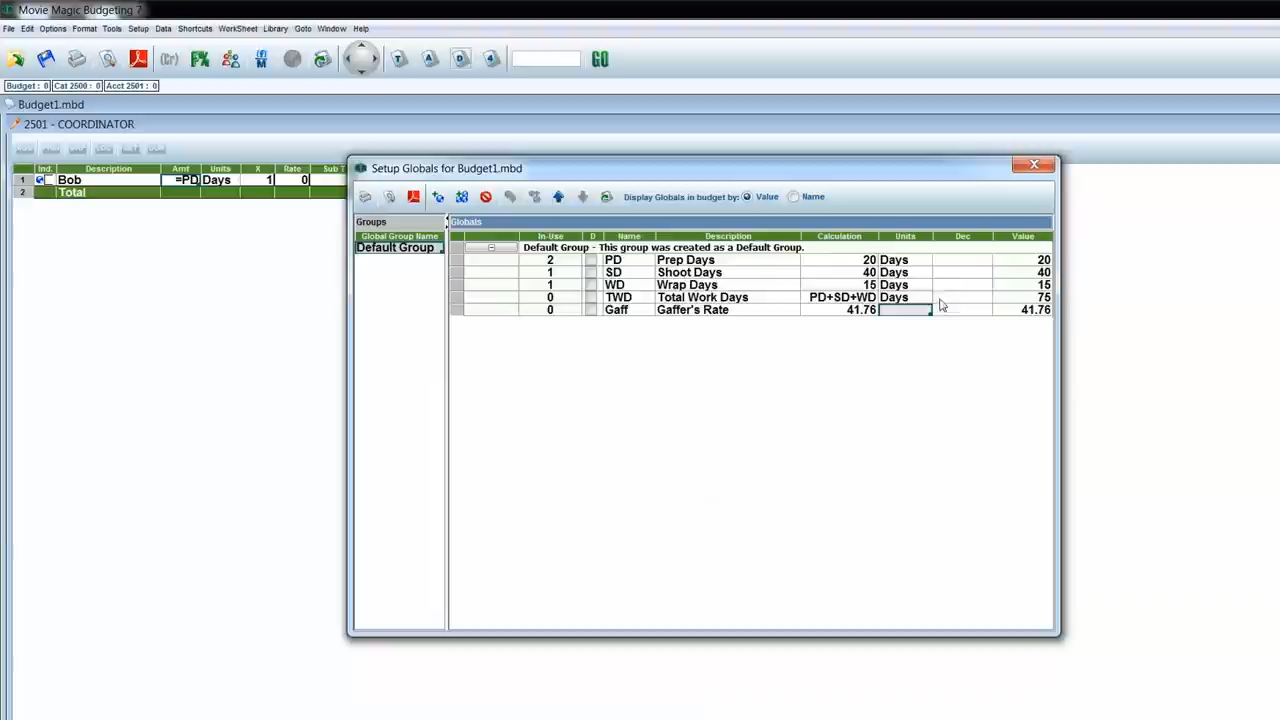 Movie Magic Budgeting 7
File Edit Options Format Tools Setup Data Shortcuts WorkSheet Library Goto Window Help
(Cr) FX M T A D 4 GO
Budget : 0 Cat 2500 : 0 Acct 2501 : 0
Budget1.mbd
2501 - COORDINATOR
Ind. Description Amt Units X Rate Sub T
1 Bob =PD Days 1 0
2 Total
Setup Globals for Budget1.mbd
Display Globals in budget by: Value Name
Groups Globals
Global Group Name In-Use D Name Description Calculation Units Dec Value
Default Group Default Group - This group was created as a Default Group.
2 PD Prep Days 20 Days 20
1 SD Shoot Days 40 Days 40
1 WD Wrap Days 15 Days 15
0 TWD Total Work Days PD+SD+WD Days 75
0 Gaff Gaffer's Rate 41.76 41.76